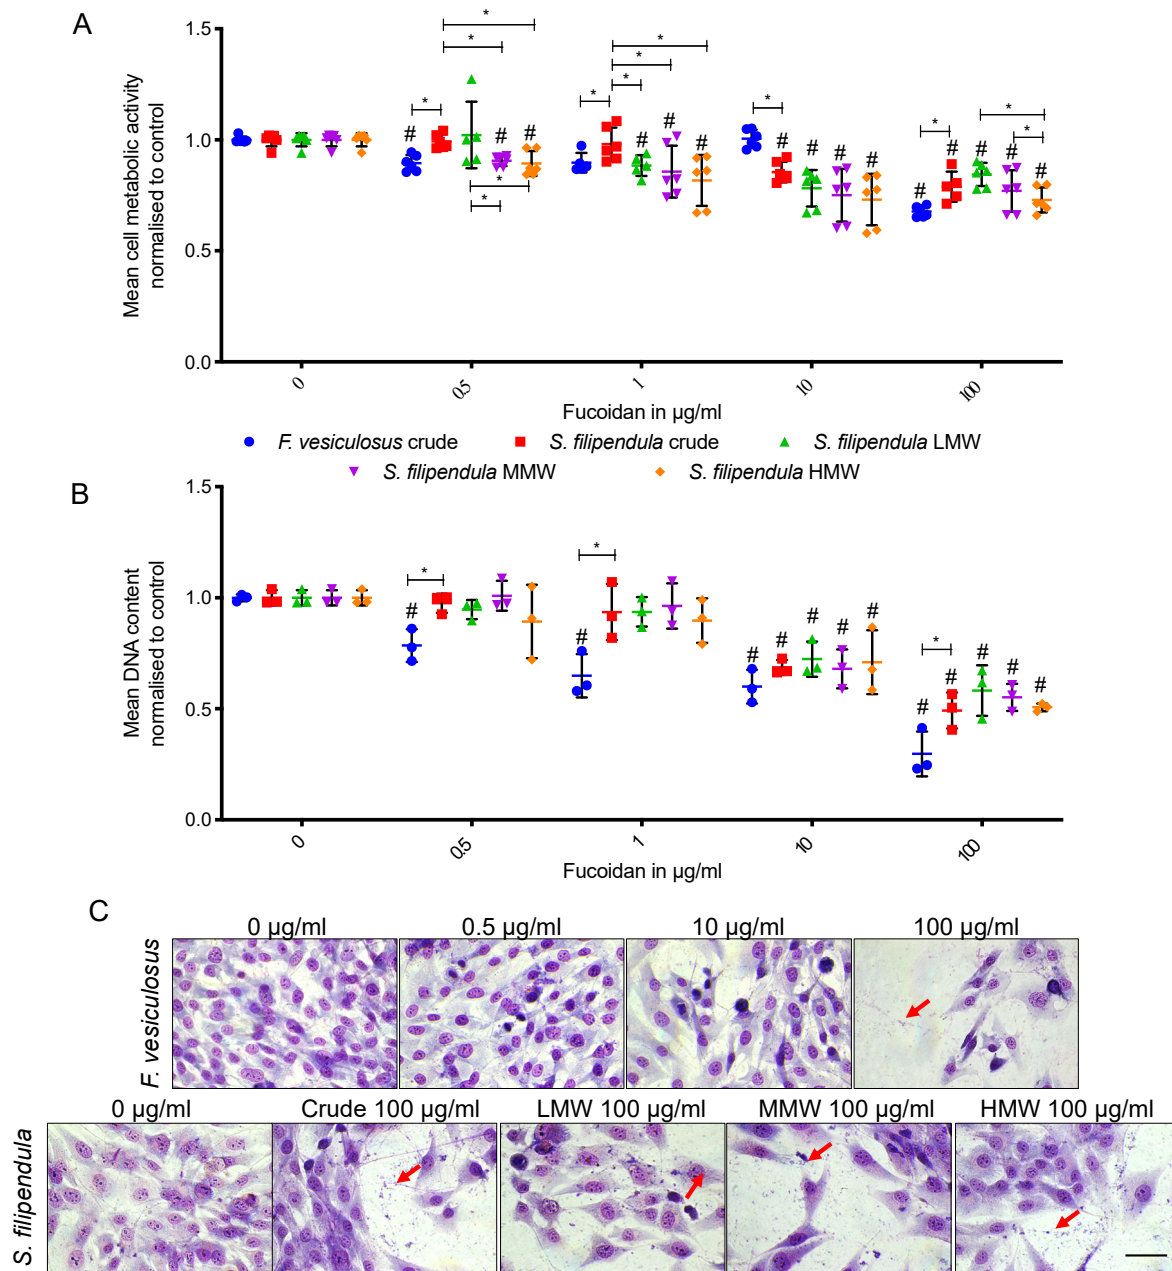 A
1.5
1.0
0.5
0.0
Mean cell metabolic activity
normalised to control
* * * * * * * * * * * * * *
# # # # # # # # # # # # # # #
0 0.5 1 10 100
Fucoidan in µg/ml
F. vesiculosus crude S. filipendula crude S. filipendula LMW
S. filipendula MMW S. filipendula HMW
B
1.5
1.0
0.5
0.0
Mean DNA content
normalised to control
* * *
# # # # # # # # # # # #
0 0.5 1 10 100
Fucoidan in µg/ml
C
0 µg/ml 0.5 µg/ml 10 µg/ml 100 µg/ml
F. vesiculosus
0 µg/ml Crude 100 µg/ml LMW 100 µg/ml MMW 100 µg/ml HMW 100 µg/ml
S. filipendula